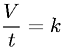 V/t = k